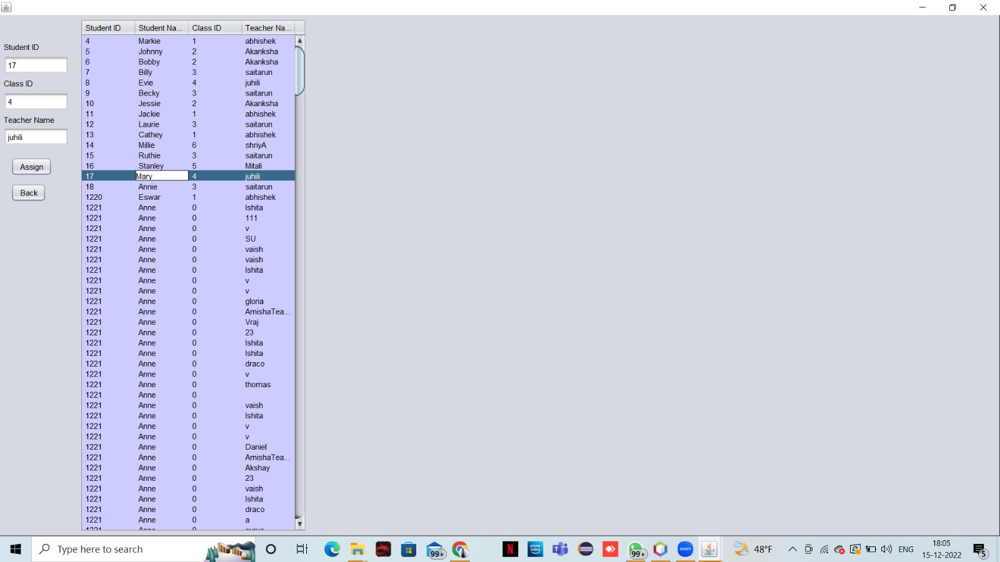 Student ID
17
Class ID
4
Teacher Name
juhili
Assign
Back
Student ID Student Na... Class ID Teacher Na...
4 Markie 1 abhishek
5 Johnny 2 Akanksha
6 Bobby 2 Akanksha
7 Billy 3 saitarun
8 Evie 4 juhili
9 Becky 3 saitarun
10 Jessie 2 Akanksha
11 Jackie 1 abhishek
12 Laurie 3 saitarun
13 Cathey 1 abhishek
14 Millie 6 shriyA
15 Ruthie 3 saitarun
16 Stanley 5 Mitali
17 Mary 4 juhili
18 Annie 3 saitarun
1220 Eswar 1 abhishek
1221 Anne 0 Ishita
1221 Anne 0 111
1221 Anne 0 v
1221 Anne 0 SU
1221 Anne 0 vaish
1221 Anne 0 vaish
1221 Anne 0 Ishita
1221 Anne 0 v
1221 Anne 0 v
1221 Anne 0 gloria
1221 Anne 0 AmishaTea...
1221 Anne 0 Vraj
1221 Anne 0 23
1221 Anne 0 Ishita
1221 Anne 0 Ishita
1221 Anne 0 draco
1221 Anne 0 v
1221 Anne 0 thomas
1221 Anne 0
1221 Anne 0 vaish
1221 Anne 0 Ishita
1221 Anne 0 v
1221 Anne 0 v
1221 Anne 0 Daniel
1221 Anne 0 AmishaTea...
1221 Anne 0 Akshay
1221 Anne 0 23
1221 Anne 0 vaish
1221 Anne 0 Ishita
1221 Anne 0 draco
1221 Anne 0 a
1221 Anne 0
Type here to search
99+
N
prime video
99+
zoom
48°F
ENG
18:05
15-12-2022
5